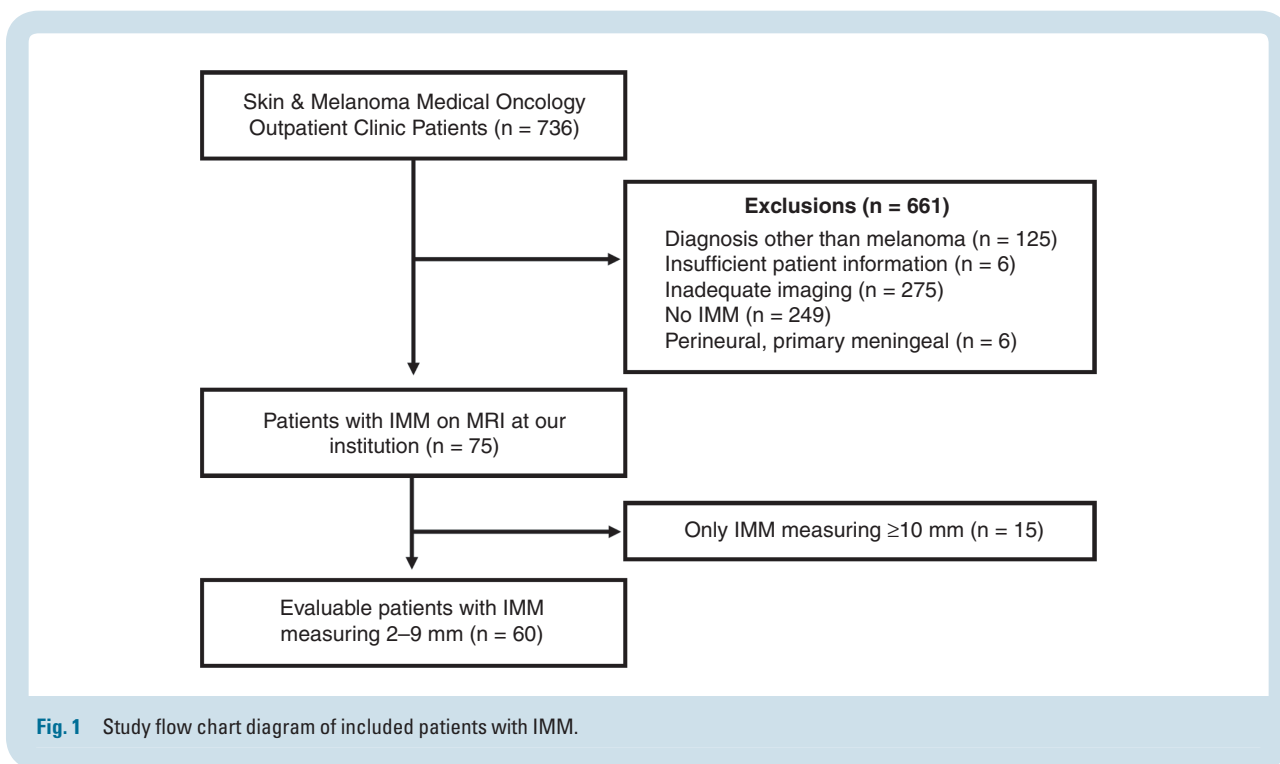 Skin & Melanoma Medical Oncology
Outpatient Clinic Patients (n = 736)
Exclusions (n = 661)
Diagnosis other than melanoma (n = 125)
Insufficient patient information (n = 6)
Inadequate imaging (n = 275)
No IMM (n = 249)
Perineural, primary meningeal (n = 6)
Patients with IMM on MRI at our
institution (n = 75)
Only IMM measuring ≥10 mm (n = 15)
Evaluable patients with IMM
measuring 2–9 mm (n = 60)
Fig. 1 Study flow chart diagram of included patients with IMM.